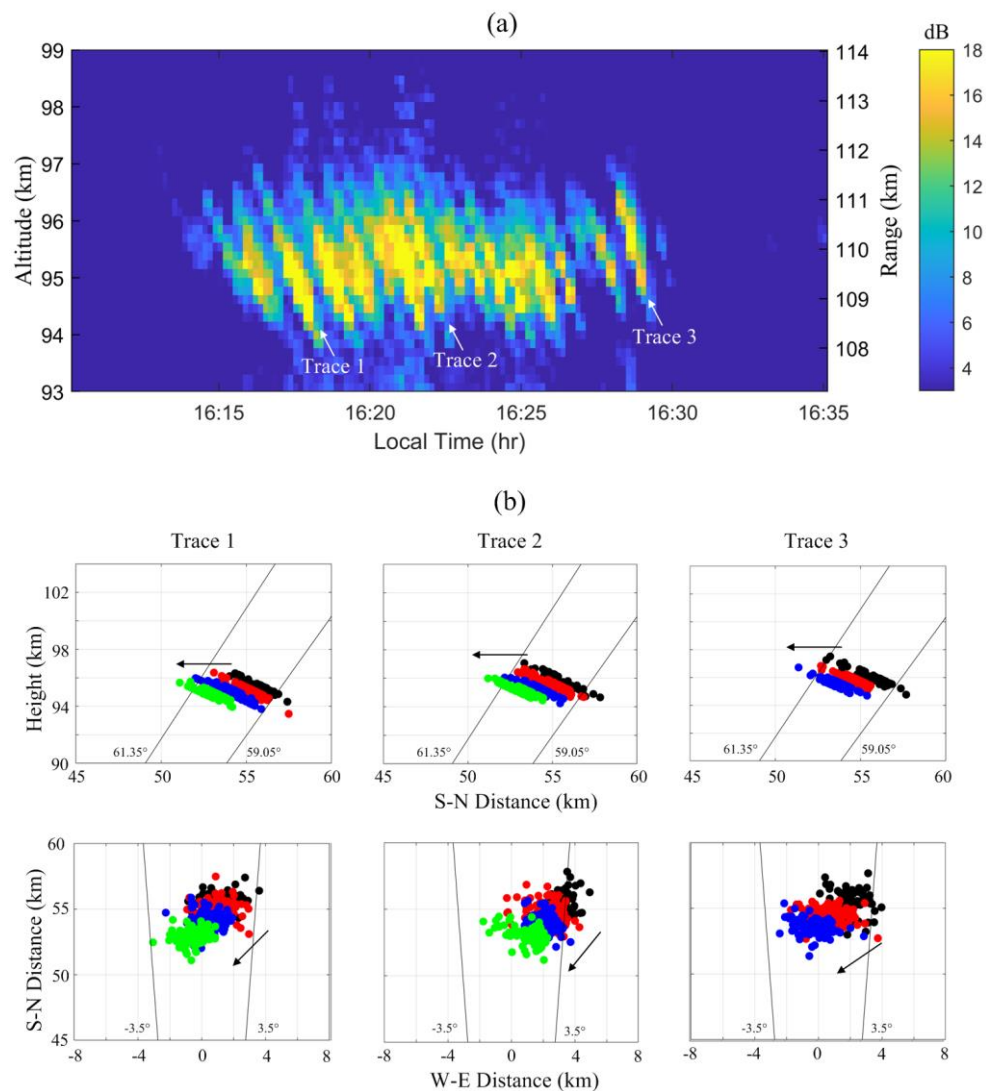 (a)
dB
99
98
97
96
95
94
93
Altitude (km)
114
113
112
111
110
109
108
Range (km)
18
16
14
12
10
8
6
4
Trace 1
Trace 2
Trace 3
16:15 16:20 16:25 16:30 16:35
Local Time (hr)
(b)
Trace 1 Trace 2 Trace 3
Height (km)
102
98
94
90
61.35° 59.05° 61.35° 59.05° 61.35° 59.05°
45 50 55 60 45 50 55 60 45 50 55 60
S-N Distance (km)
S-N Distance (km)
60
55
50
45
-3.5° 3.5° -3.5° 3.5° -3.5° 3.5°
-8 -4 0 4 8 -8 -4 0 4 8 -8 -4 0 4 8
W-E Distance (km)